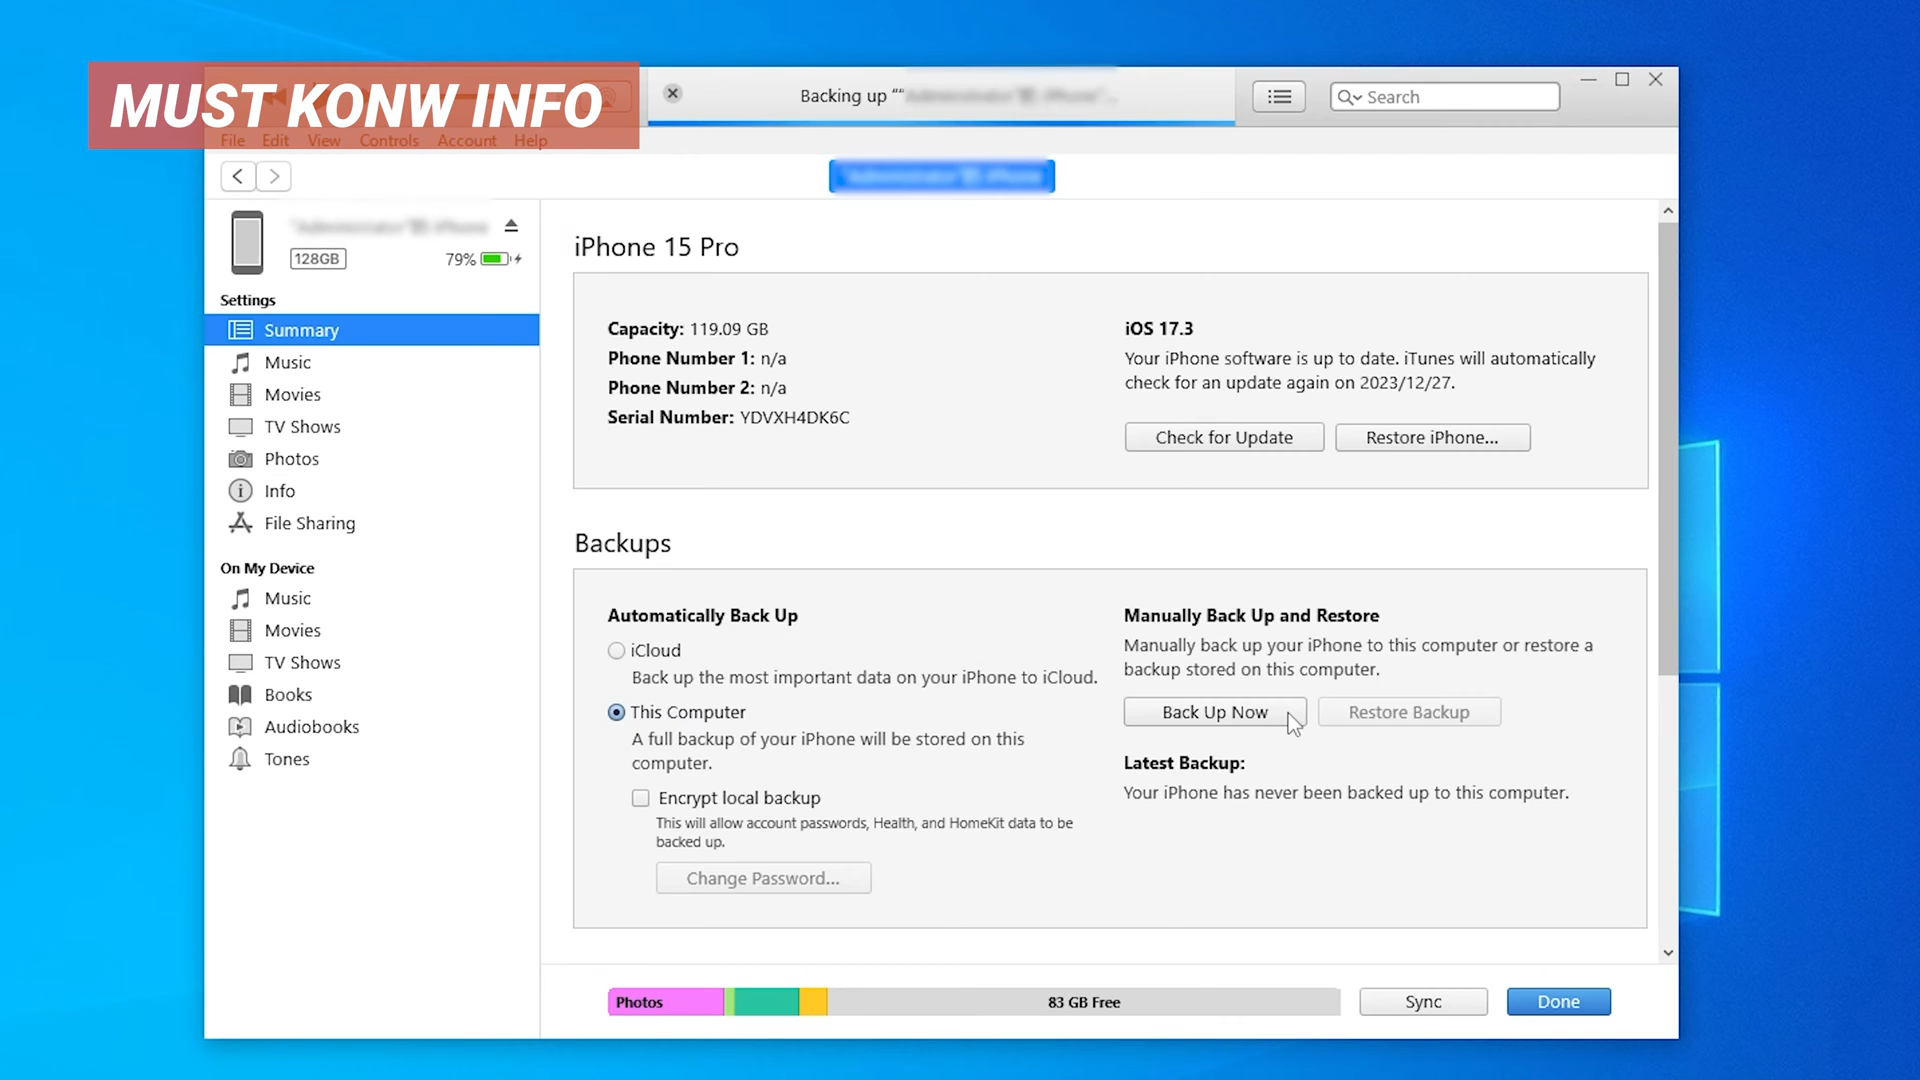 MUST KONW INFO
Backing up ""
Search
File Edit View Controls Account Help
128GB
79%
Settings
Summary
Music
Movies
TV Shows
Photos
Info
File Sharing
On My Device
Music
Movies
TV Shows
Books
Audiobooks
Tones
iPhone 15 Pro
Capacity: 119.09 GB
Phone Number 1: n/a
Phone Number 2: n/a
Serial Number: YDVXH4DK6C
iOS 17.3
Your iPhone software is up to date. iTunes will automatically
check for an update again on 2023/12/27.
Check for Update
Restore iPhone...
Backups
Automatically Back Up
iCloud
Back up the most important data on your iPhone to iCloud.
This Computer
A full backup of your iPhone will be stored on this
computer.
Encrypt local backup
This will allow account passwords, Health, and HomeKit data to be
backed up.
Change Password...
Manually Back Up and Restore
Manually back up your iPhone to this computer or restore a
backup stored on this computer.
Back Up Now
Restore Backup
Latest Backup:
Your iPhone has never been backed up to this computer.
Photos
83 GB Free
Sync
Done